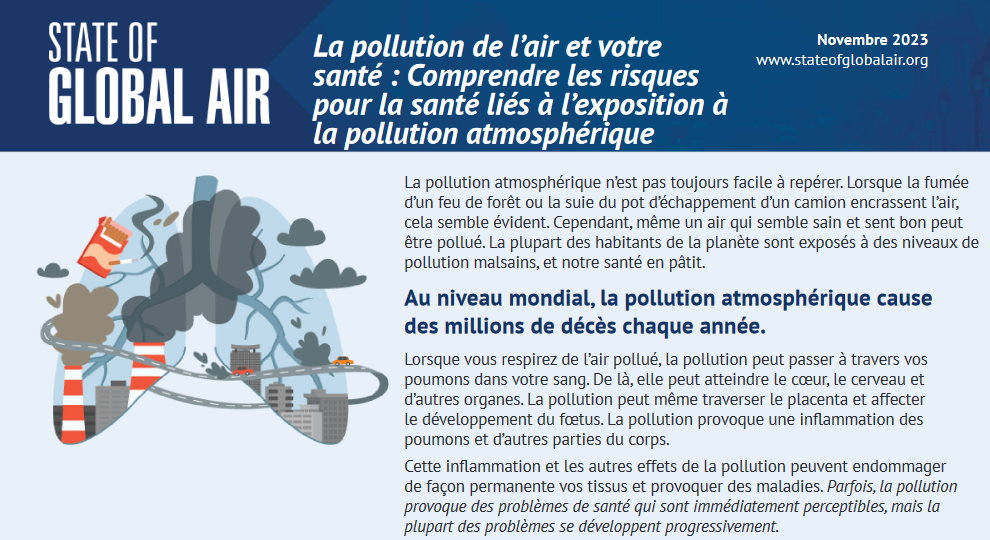 STATE OF
GLOBAL AIR
La pollution de l’air et votre
santé : Comprendre les risques
pour la santé liés à l’exposition à
la pollution atmosphérique
Novembre 2023
www.stateofglobalair.org
La pollution atmosphérique n’est pas toujours facile à repérer. Lorsque la fumée
d’un feu de forêt ou la suie du pot d’échappement d’un camion encrassent l’air,
cela semble évident. Cependant, même un air qui semble sain et sent bon peut
être pollué. La plupart des habitants de la planète sont exposés à des niveaux de
pollution malsains, et notre santé en pâtit.
Au niveau mondial, la pollution atmosphérique cause
des millions de décès chaque année.
Lorsque vous respirez de l’air pollué, la pollution peut passer à travers vos
poumons dans votre sang. De là, elle peut atteindre le cœur, le cerveau et
d’autres organes. La pollution peut même traverser le placenta et affecter
le développement du fœtus. La pollution provoque une inflammation des
poumons et d’autres parties du corps.
Cette inflammation et les autres effets de la pollution peuvent endommager
de façon permanente vos tissus et provoquer des maladies. Parfois, la pollution
provoque des problèmes de santé qui sont immédiatement perceptibles, mais la
plupart des problèmes se développent progressivement.